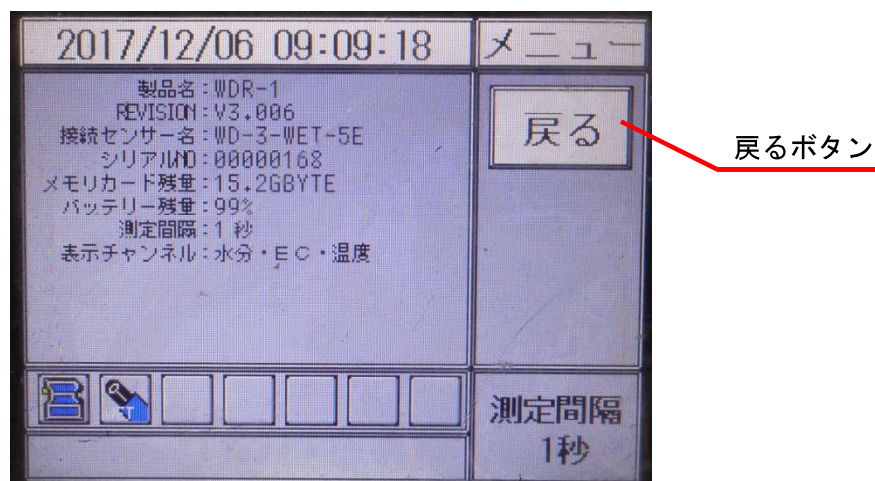 2017/12/06 09:09:18
メニュー
製品名:WDR-1
REVISION:V3.006
接続センサー名:WD-3-WET-5E
シリアルNO:00000168
メモリカード残量:15.2GBYTE
バッテリー残量:99%
測定間隔:1 秒
表示チャンネル:水分・EC・温度
戻る
戻るボタン
WET
測定間隔
1秒